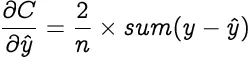 ∂C/∂ŷ = 2/n × sum(y − ŷ)